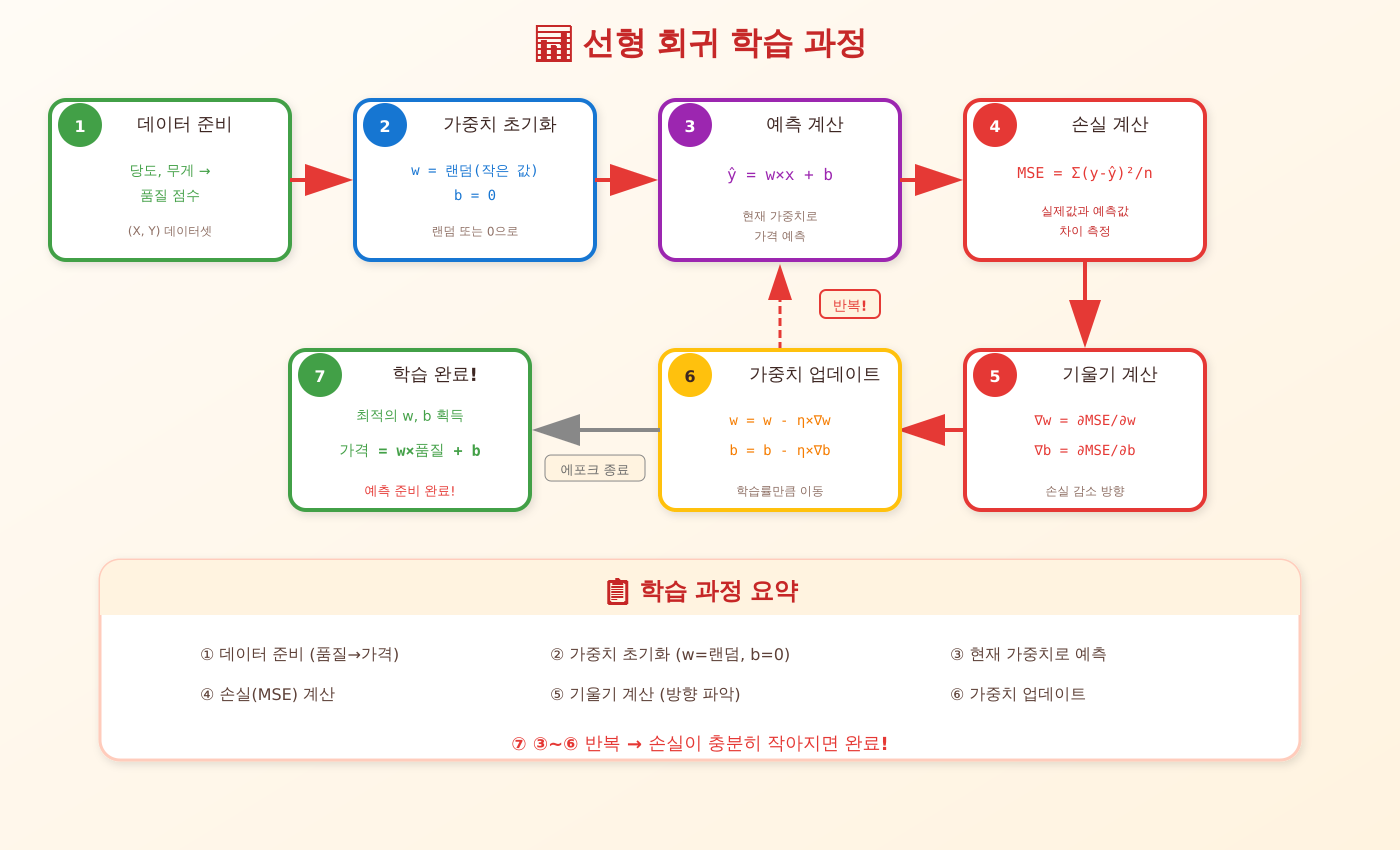 선형 회귀 학습 과정
1 데이터 준비
당도, 무게 →
품질 점수
(X, Y) 데이터셋
2 가중치 초기화
w = 랜덤(작은 값)
b = 0
랜덤 또는 0으로
3 예측 계산
ŷ = w×x + b
현재 가중치로
가격 예측
4 손실 계산
MSE = Σ(y-ŷ)²/n
실제값과 예측값
차이 측정
반복!
5 기울기 계산
∇w = ∂MSE/∂w
∇b = ∂MSE/∂b
손실 감소 방향
6 가중치 업데이트
w = w - η×∇w
b = b - η×∇b
학습률만큼 이동
에포크 종료
7 학습 완료!
최적의 w, b 획득
가격 = w×품질 + b
예측 준비 완료!
학습 과정 요약
① 데이터 준비 (품질→가격)
② 가중치 초기화 (w=랜덤, b=0)
③ 현재 가중치로 예측
④ 손실(MSE) 계산
⑤ 기울기 계산 (방향 파악)
⑥ 가중치 업데이트
⑦ ③~⑥ 반복 → 손실이 충분히 작아지면 완료!